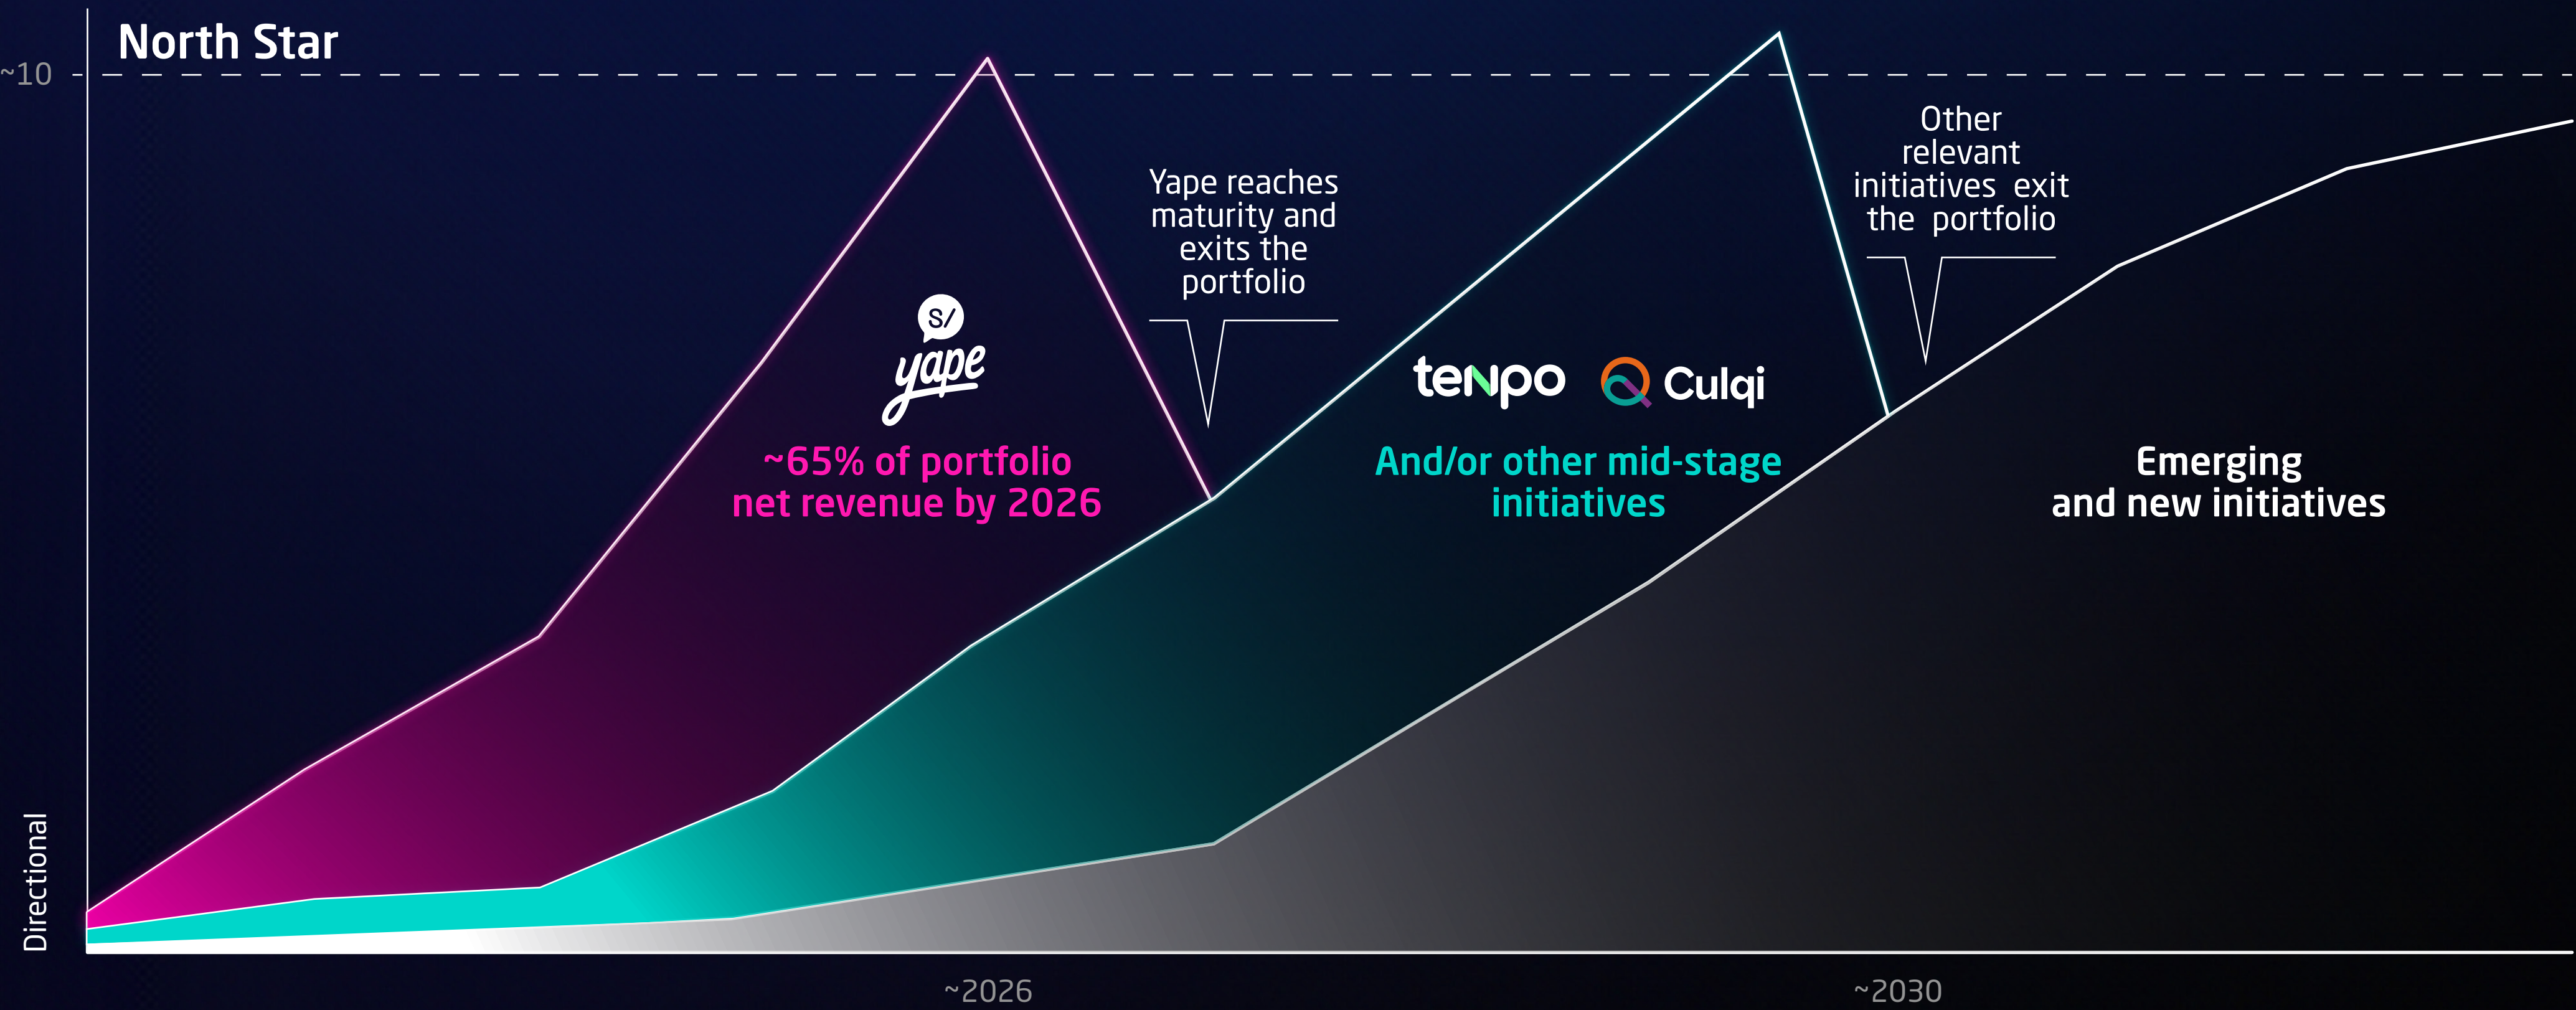 North Star
~10
Yape reaches
maturity and
exits the
portfolio
Other
relevant
initiatives exit
the portfolio
S/
yape
~65% of portfolio
net revenue by 2026
tenpo
Culqi
And/or other mid-stage
initiatives
Emerging
and new initiatives
Directional
~2026
~2030